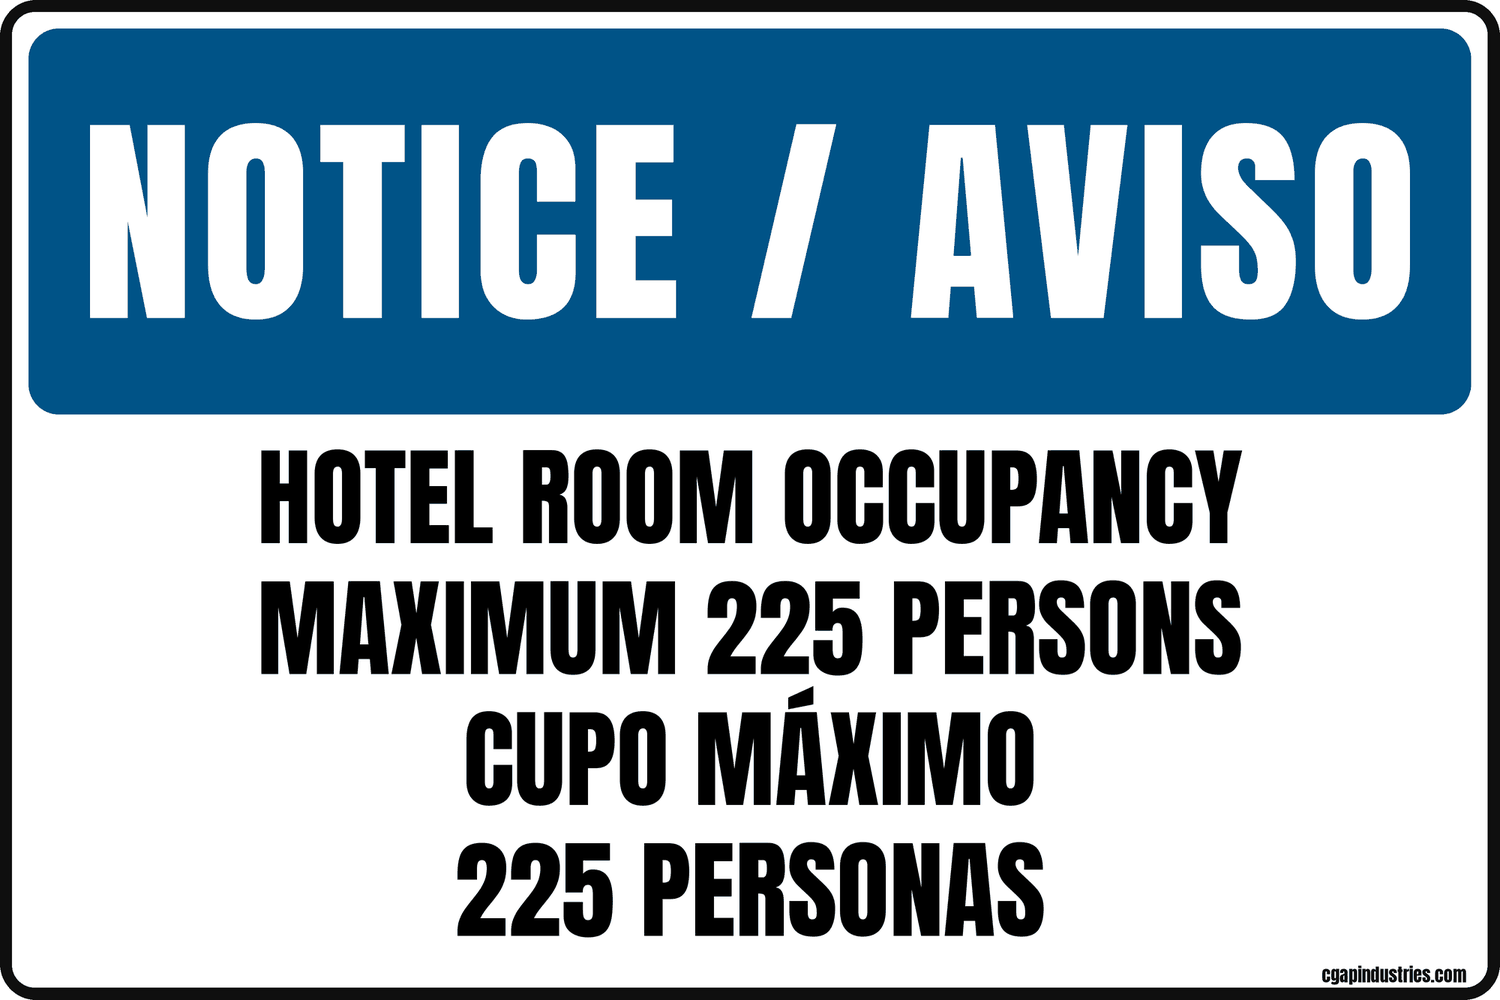 NOTICE / AVISO
HOTEL ROOM OCCUPANCY
MAXIMUM 225 PERSONS
CUPO MÁXIMO
225 PERSONAS
cgapindustries.com